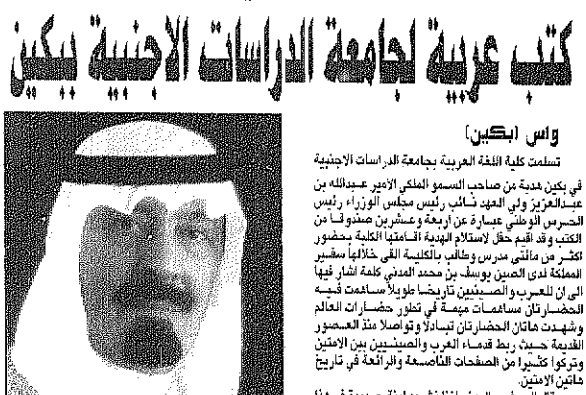 كتب عربية لجامعة الدراسات الاجنبية ببكين
واس (بكين)
تسلمت كلية اللغة العربية بجامعة الدراسات الاجنبية
في بكين هدية من صاحب السمو الملكي الأمير عبدالله بن
عبدالعزيز ولي العهد نائب رئيس مجلس الوزراء رئيس
الحرس الوطني عبارة عن اربعة وعشرين صندوقا من
الكتب وقد اقيم حفل لاستلام الهدية اقامتها الكلية بحضور
اكثر من مائتي مدرس وطالب بالكلية القى خلالها سفير
المملكة لدى الصين يوسف بن محمد المدني كلمة اشار فيها
الى ان للعرب والصينيين تاريخا طويلا ساهمت فيه
الحضارتان مساهمات مهمة في تطور حضارات العالم
وشهدت هاتان الحضارتان تبادلا وتواصلا منذ العصور
القديمة حيث ربط قدماء العرب والصينيين بين الامتين
وتركوا كثيرا من الصفحات الناصعة والرائعة في تاريخ
هاتين الامتين.